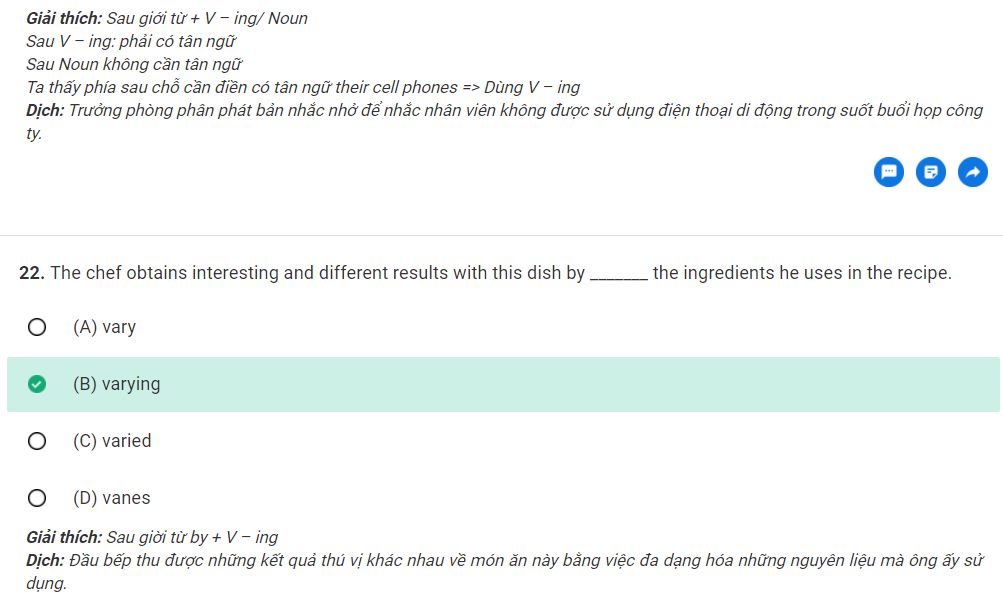 Giải thích: Sau giới từ + V – ing/ Noun
Sau V – ing: phải có tân ngữ
Sau Noun không cần tân ngữ
Ta thấy phía sau chỗ cần điền có tân ngữ their cell phones => Dùng V – ing
Dịch: Trưởng phòng phân phát bản nhắc nhở để nhắc nhân viên không được sử dụng điện thoại di động trong suốt buổi họp công
ty.
22. The chef obtains interesting and different results with this dish by _______ the ingredients he uses in the recipe.
(A) vary
(B) varying
(C) varied
(D) vanes
Giải thích: Sau giời từ by + V – ing
Dịch: Đầu bếp thu được những kết quả thú vị khác nhau về món ăn này bằng việc đa dạng hóa những nguyên liệu mà ông ấy sử
dụng.